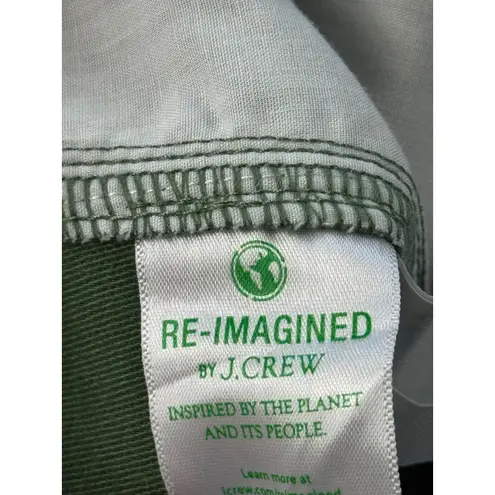 RE-IMAGINED
BY J.CREW
INSPIRED BY THE PLANET
AND ITS PEOPLE.
Learn more at